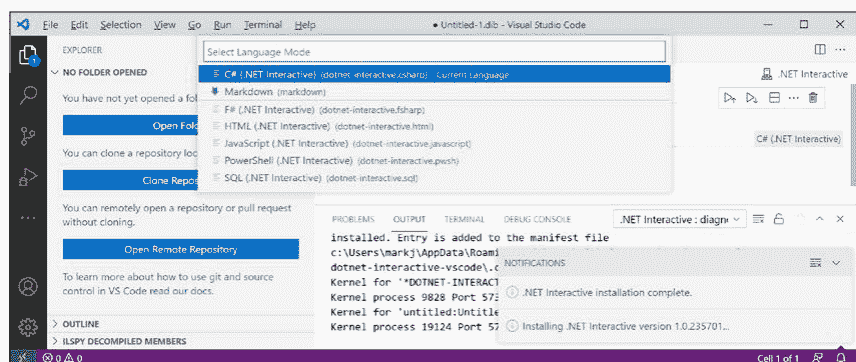 File Edit Selection View Go Run Terminal Help
● Untitled-1.dib - Visual Studio Code
EXPLORER
NO FOLDER OPENED
You have not yet opened a fo
Open Fol
You can clone a repository loc
Clone Repos
You can remotely open a repository or pull request
without cloning.
Open Remote Repository
To learn more about how to use git and source
control in VS Code read our docs.
OUTLINE
ILSPY DECOMPILED MEMBERS
Select Language Mode
C# (.NET Interactive) (dotnet-interactive.csharp) - Current Language
Markdown (markdown)
F# (.NET Interactive) (dotnet-interactive.fsharp)
HTML (.NET Interactive) (dotnet-interactive.html)
JavaScript (.NET Interactive) (dotnet-interactive.javascript)
PowerShell (.NET Interactive) (dotnet-interactive.pwsh)
SQL (.NET Interactive) (dotnet-interactive.sql)
.NET Interactive
C# (.NET Interactive)
PROBLEMS OUTPUT TERMINAL DEBUG CONSOLE
.NET Interactive : diagn
installed. Entry is added to the manifest file
c:\Users\markj\AppData\Roami
dotnet-interactive-vscode\.c
Kernel for '*DOTNET-INTERACT
Kernel process 9828 Port 573
Kernel for 'untitled:Untitle
Kernel process 19124 Port 57
NOTIFICATIONS
.NET Interactive installation complete.
Installing .NET Interactive version 1.0.235701...
0 0
Cell 1 of 1
1